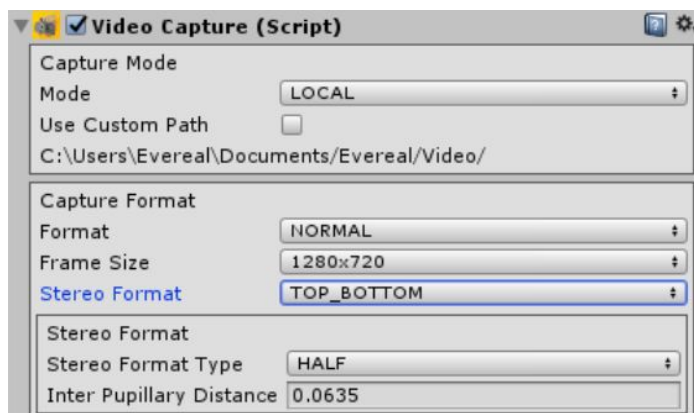 Video Capture (Script)
Capture Mode
Mode LOCAL
Use Custom Path
C:\Users\Evereal\Documents/Evereal/Video/
Capture Format
Format NORMAL
Frame Size 1280x720
Stereo Format TOP_BOTTOM
Stereo Format
Stereo Format Type HALF
Inter Pupillary Distance 0.0635